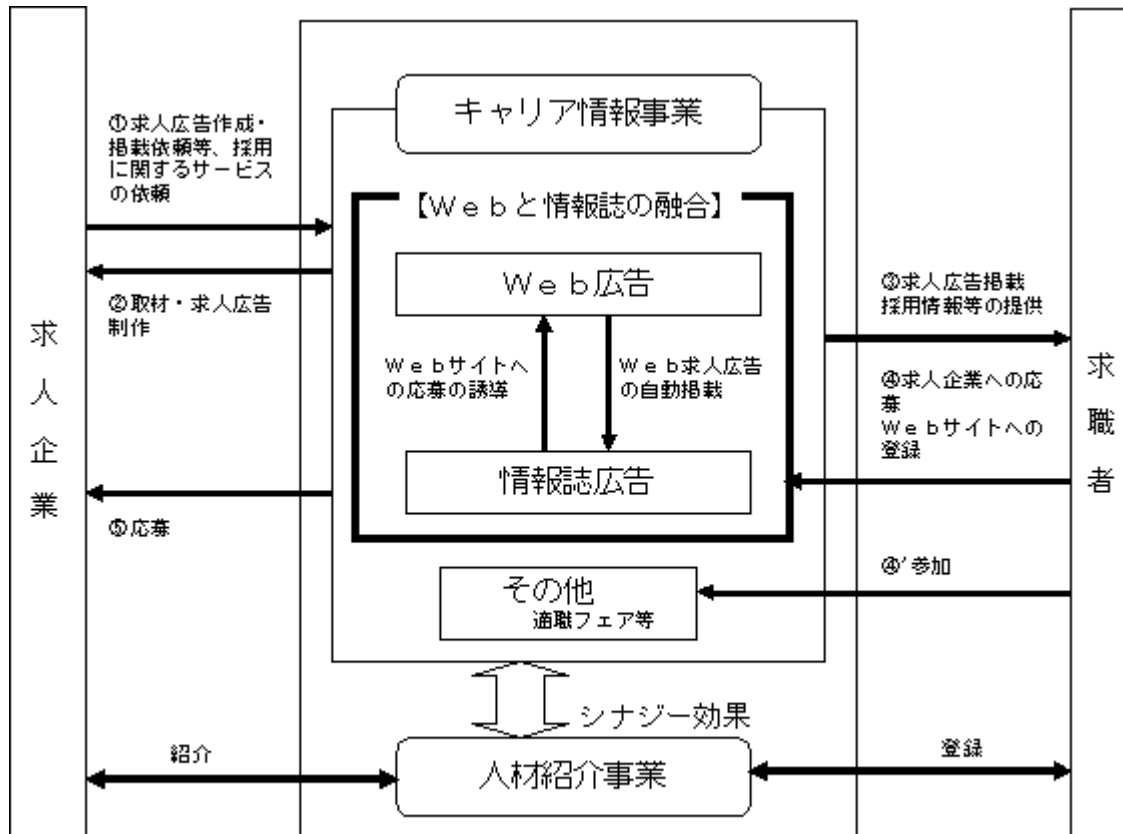 キャリア情報事業
①求人広告作成・
掲載依頼等、採用
に関するサービス
の依頼
【Ｗｅｂと情報誌の融合】
Ｗｅｂ広告
②取材・求人広告
制作
③求人広告掲載
採用情報等の提供
Ｗｅｂサイトへ
の応募の誘導
Ｗｅｂ求人広告
の自動掲載
④求人企業への応
募
Ｗｅｂサイトへの
登録
求人企業
求職者
情報誌広告
⑤応募
④’参加
その他
適職フェア等
シナジー効果
紹介
人材紹介事業
登録